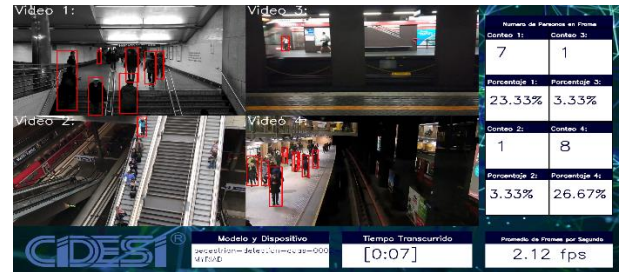 Video 1:
Video 3:
Video 2:
Video 4:
Numero de Personas en Frame
Conteo 1:
Conteo 3:
7
1
Porcentaje 1:
Porcentaje 3:
23.33%
3.33%
Conteo 2:
Conteo 4:
1
8
Porcentaje 2:
Porcentaje 4:
3.33%
26.67%
CIDESI®
Modelo y Dispositivo
MYRIAD
Tiempo Transcurrido
[0:07]
Promedio de Frames por Segundo
2.12 fps